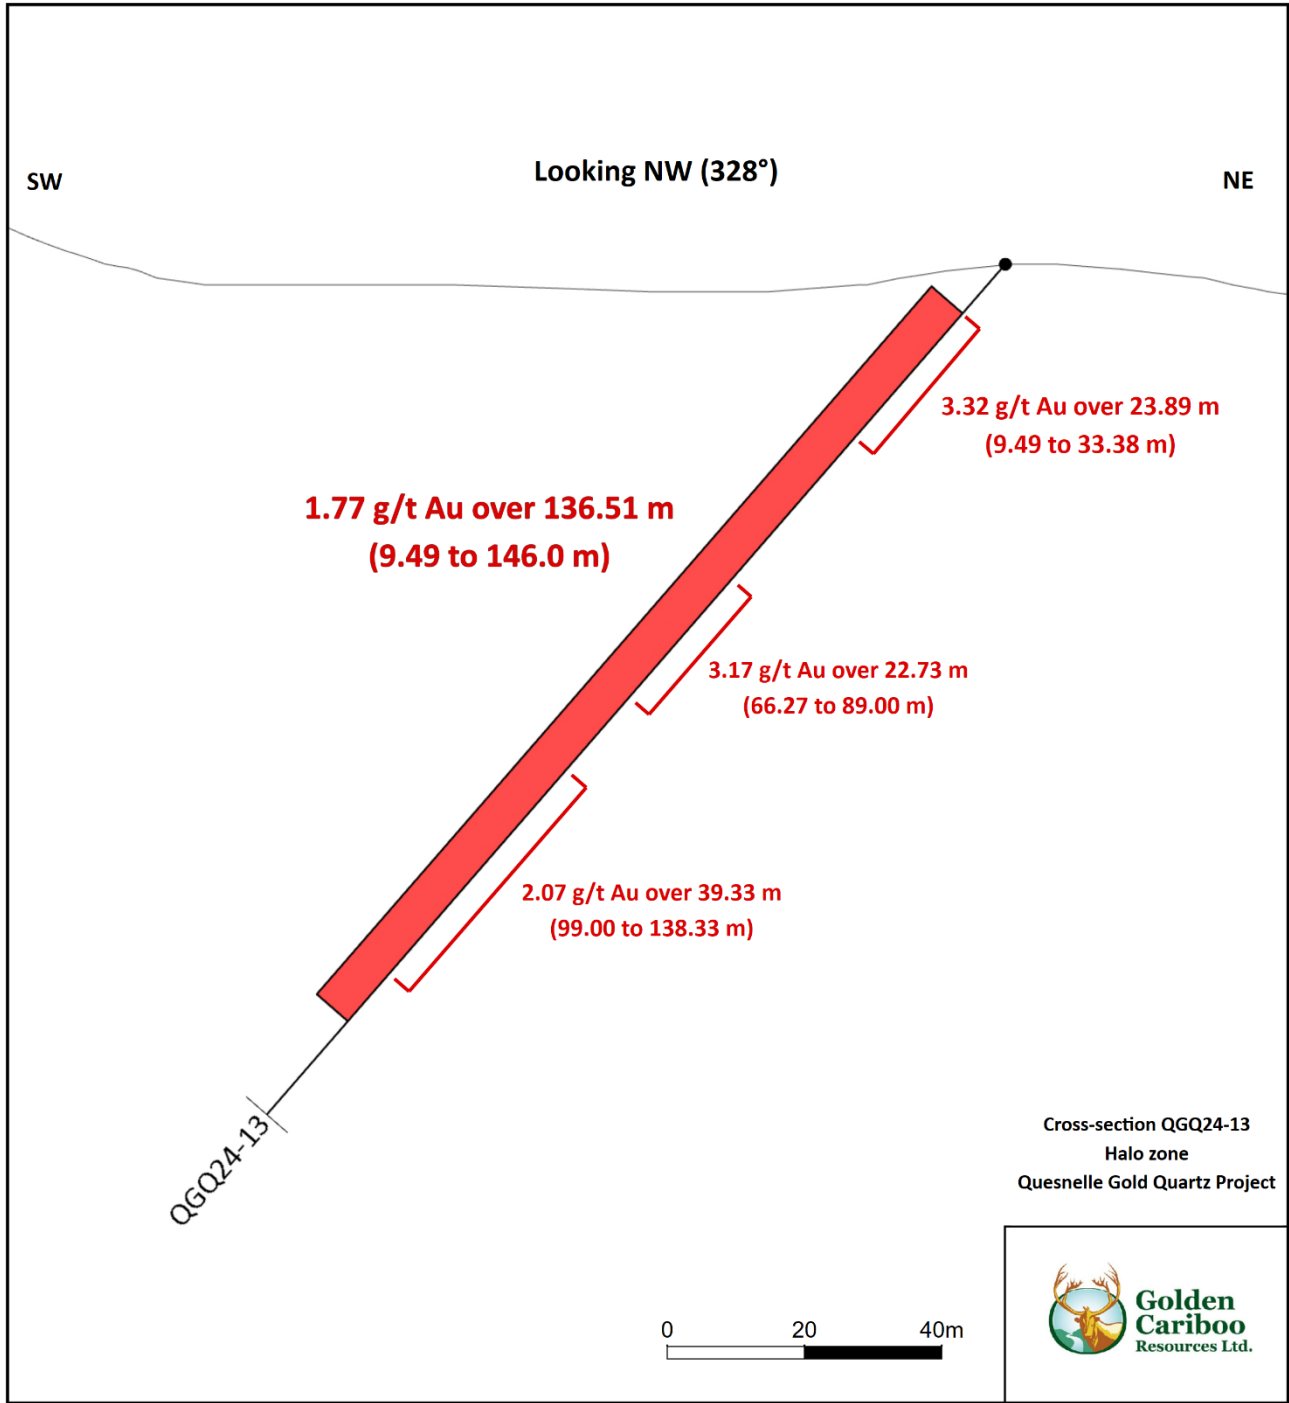 Looking NW (328°)
SW
NE
3.32 g/t Au over 23.89 m
(9.49 to 33.38 m)
1.77 g/t Au over 136.51 m
(9.49 to 146.0 m)
3.17 g/t Au over 22.73 m
(66.27 to 89.00 m)
2.07 g/t Au over 39.33 m
(99.00 to 138.33 m)
QGQ24-13
Cross-section QGQ24-13
Halo zone
Quesnelle Gold Quartz Project
0 20 40m
Golden
Cariboo
Resources Ltd.